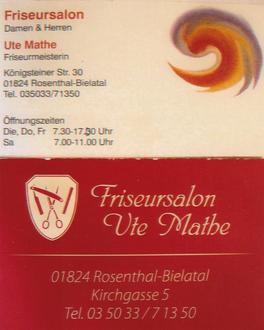 Friseursalon
Damen & Herren
Ute Mathe
Friseurmeisterin
Königsteiner Str. 30
01824 Rosenthal-Bielatal
Tel. 035033/71350
Öffnungszeiten
Die, Do, Fr 7.30-17.30 Uhr
Sa 7.00-11.00 Uhr
Friseursalon
Ute Mathe
01824 Rosenthal-Bielatal
Kirchgasse 5
Tel. 03 50 33 / 7 13 50